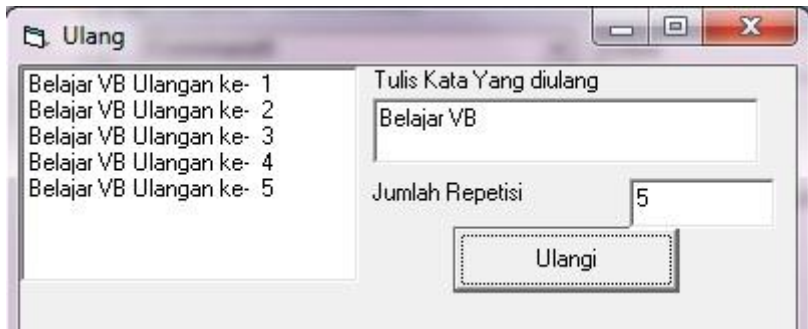 Ulang
Belajar VB Ulangan ke- 1
Belajar VB Ulangan ke- 2
Belajar VB Ulangan ke- 3
Belajar VB Ulangan ke- 4
Belajar VB Ulangan ke- 5
Tulis Kata Yang diulang
Belajar VB
Jumlah Repetisi
5
Ulangi